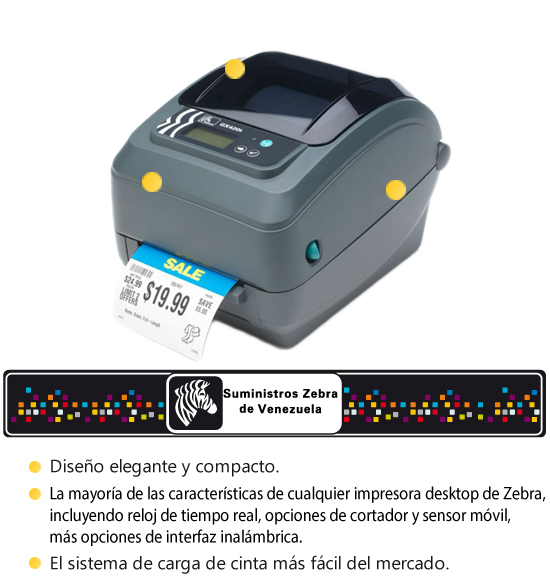 GX420t
SALE
$24.99
LIMIT 2
OFFERS
$19.99
SAVE
$5.00
Suministros Zebra
de Venezuela
Diseño elegante y compacto.
La mayoría de las características de cualquier impresora desktop de Zebra,
incluyendo reloj de tiempo real, opciones de cortador y sensor móvil,
más opciones de interfaz inalámbrica.
El sistema de carga de cinta más fácil del mercado.